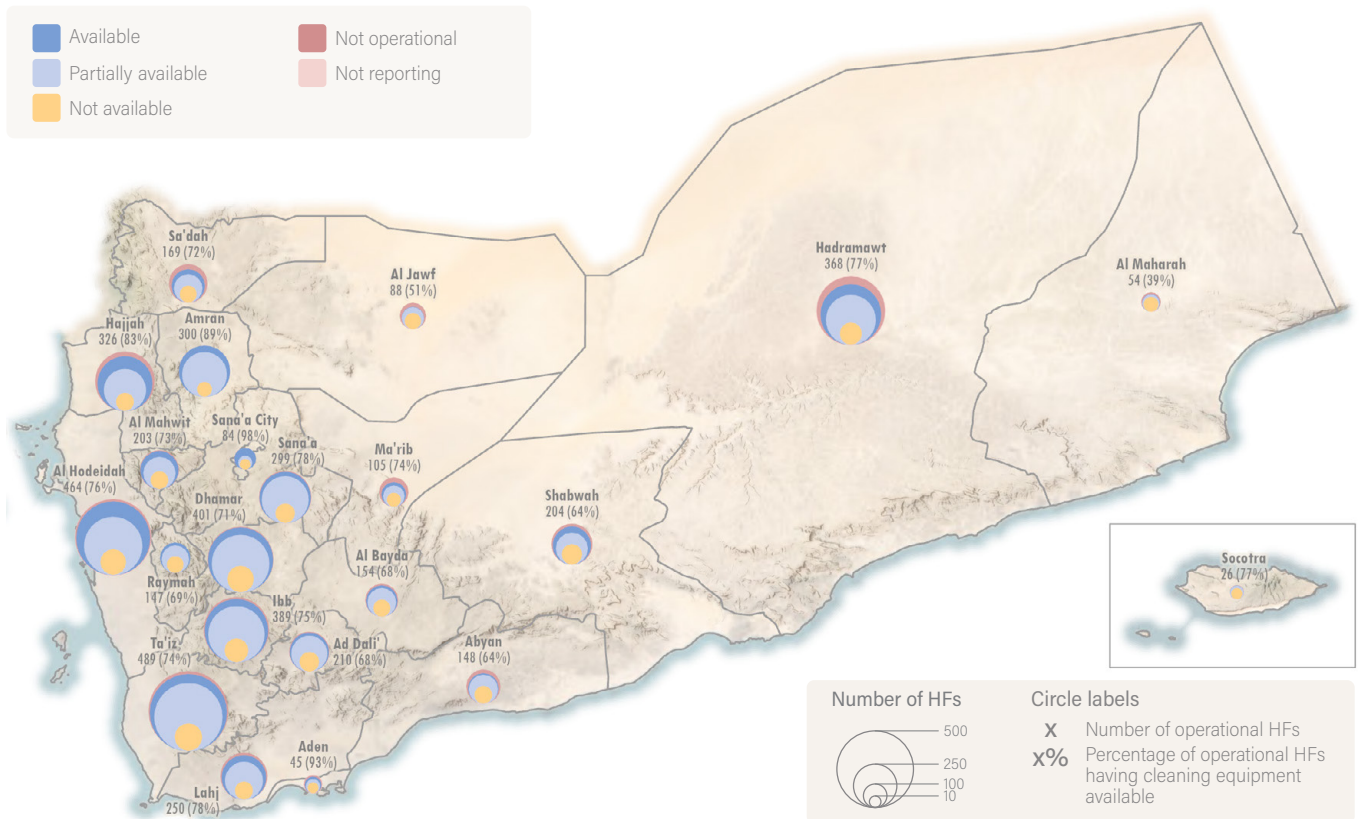 Available
Partially available
Not available
Not operational
Not reporting
Sa'dah
169 (72%)
Al Jawf
88 (51%)
Hadramawt
368 (77%)
Al Maharah
54 (39%)
Hajjah
326 (83%)
Amran
300 (89%)
Al Mahwit
203 (73%)
Sana'a City
84 (98%)
Sana'a
299 (78%)
Ma'rib
105 (74%)
Al Hodeidah
464 (76%)
Dhamar
401 (71%)
Shabwah
204 (64%)
Al Bayda
154 (68%)
Raymah
147 (69%)
Ibb
389 (75%)
Ta'iz
489 (74%)
Ad Dali'
210 (68%)
Abyan
148 (64%)
Socotra
26 (77%)
Aden
45 (93%)
Lahj
250 (78%)
Number of HFs
500
250
100
10
Circle labels
X Number of operational HFs
x% Percentage of operational HFs
having cleaning equipment
available